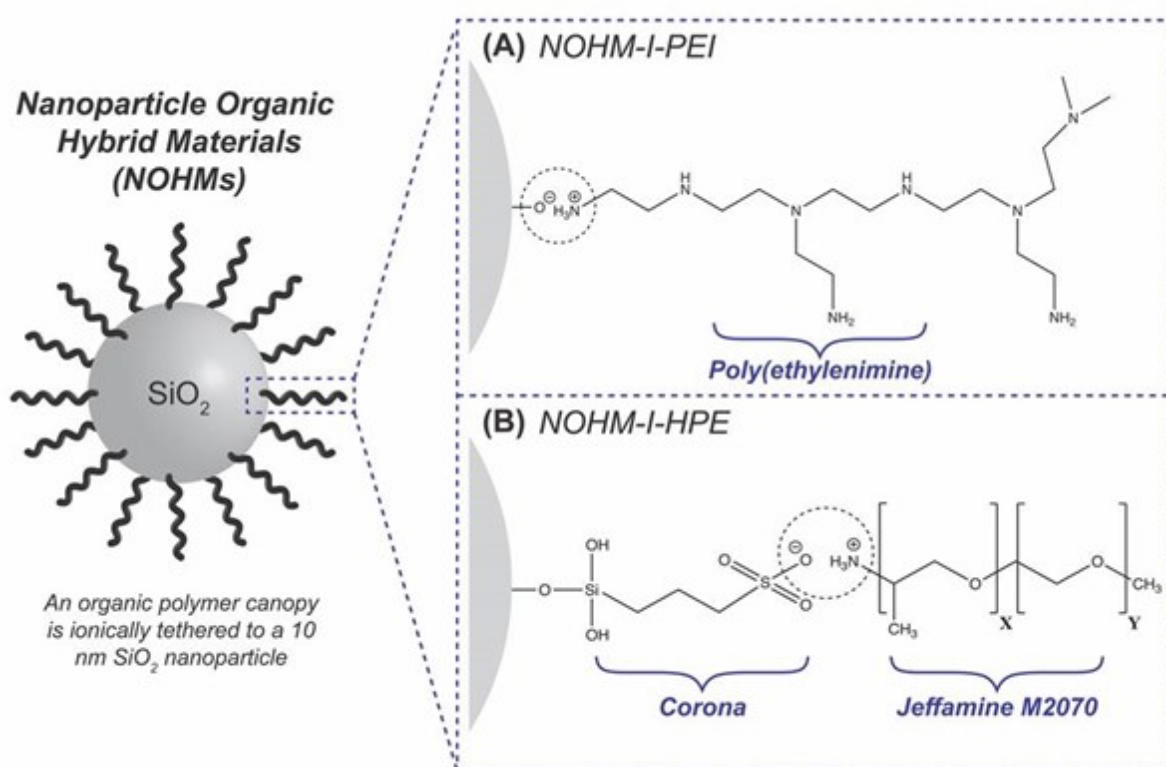 Nanoparticle Organic
Hybrid Materials
(NOHMs)
SiO₂
An organic polymer canopy
is ionically tethered to a 10
nm SiO₂ nanoparticle
(A) NOHM-I-PEI
O⊖
H₃N⊕
H
N
N
H
N
N
N
NH₂
NH₂
Poly(ethylenimine)
(B) NOHM-I-HPE
O
OH
Si
OH
O
S
O
O
⊖
Corona
H₃N
⊕
CH₃
O
X
O
CH₃
Y
Jeffamine M2070